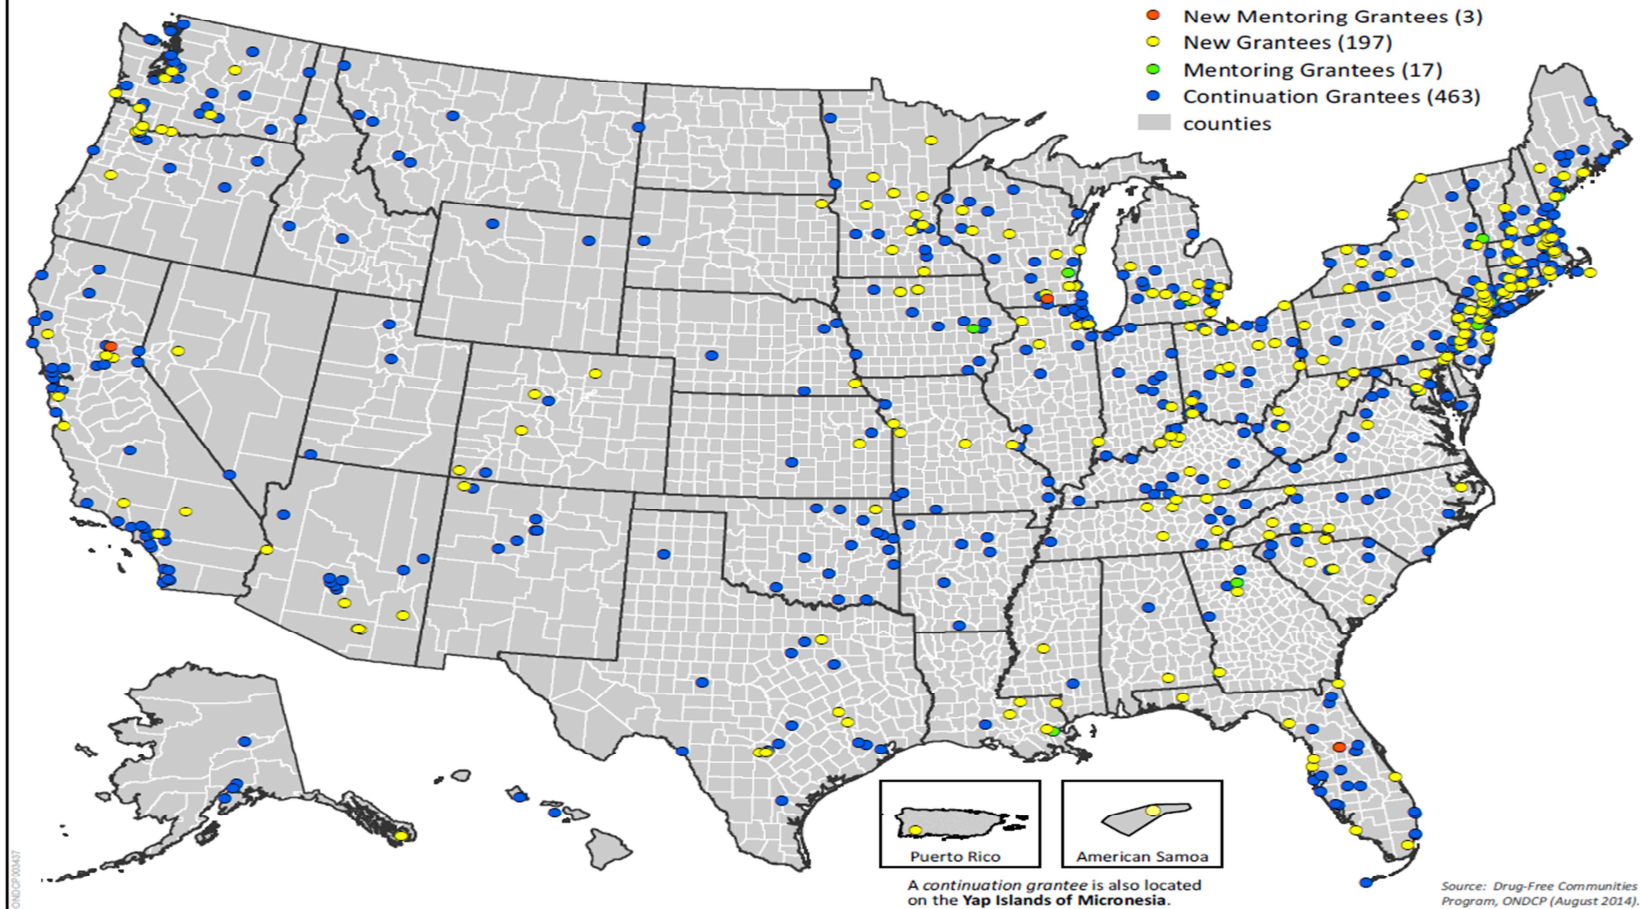 New Mentoring Grantees (3)
New Grantees (197)
Mentoring Grantees (17)
Continuation Grantees (463)
counties
Puerto Rico
American Samoa
A continuation grantee is also located
on the Yap Islands of Micronesia.
Source: Drug-Free Communities
Program, ONDCP (August 2014).
ONDCP003437